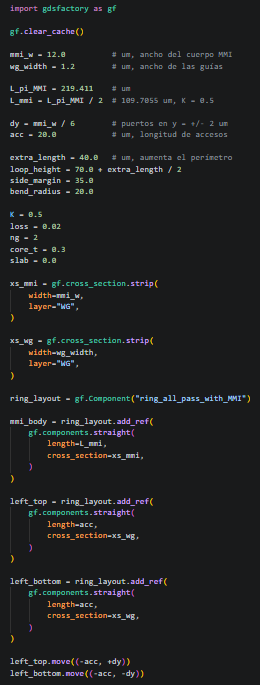 import gdsfactory as gf
gf.clear_cache()
mmi_w = 12.0          # um, ancho del cuerpo MMI
wg_width = 1.2        # um, ancho de las guías
L_pi_MMI = 219.411    # um
L_mmi = L_pi_MMI / 2  # 109.7055 um, K = 0.5
dy = mmi_w / 6        # puertos en y = +/- 2 um
acc = 20.0            # um, longitud de accesos
extra_length = 40.0   # um, aumenta el perimetro
loop_height = 70.0 + extra_length / 2
side_margin = 35.0
bend_radius = 20.0
K = 0.5
loss = 0.02
ng = 2
core_t = 0.3
slab = 0.0
xs_mmi = gf.cross_section.strip(
    width=mmi_w,
    layer="WG",
)
xs_wg = gf.cross_section.strip(
    width=wg_width,
    layer="WG",
)
ring_layout = gf.Component("ring_all_pass_with_MMI")
mmi_body = ring_layout.add_ref(
    gf.components.straight(
        length=L_mmi,
        cross_section=xs_mmi,
    )
)
left_top = ring_layout.add_ref(
    gf.components.straight(
        length=acc,
        cross_section=xs_wg,
    )
)
left_bottom = ring_layout.add_ref(
    gf.components.straight(
        length=acc,
        cross_section=xs_wg,
    )
)
left_top.move((-acc, +dy))
left_bottom.move((-acc, -dy))